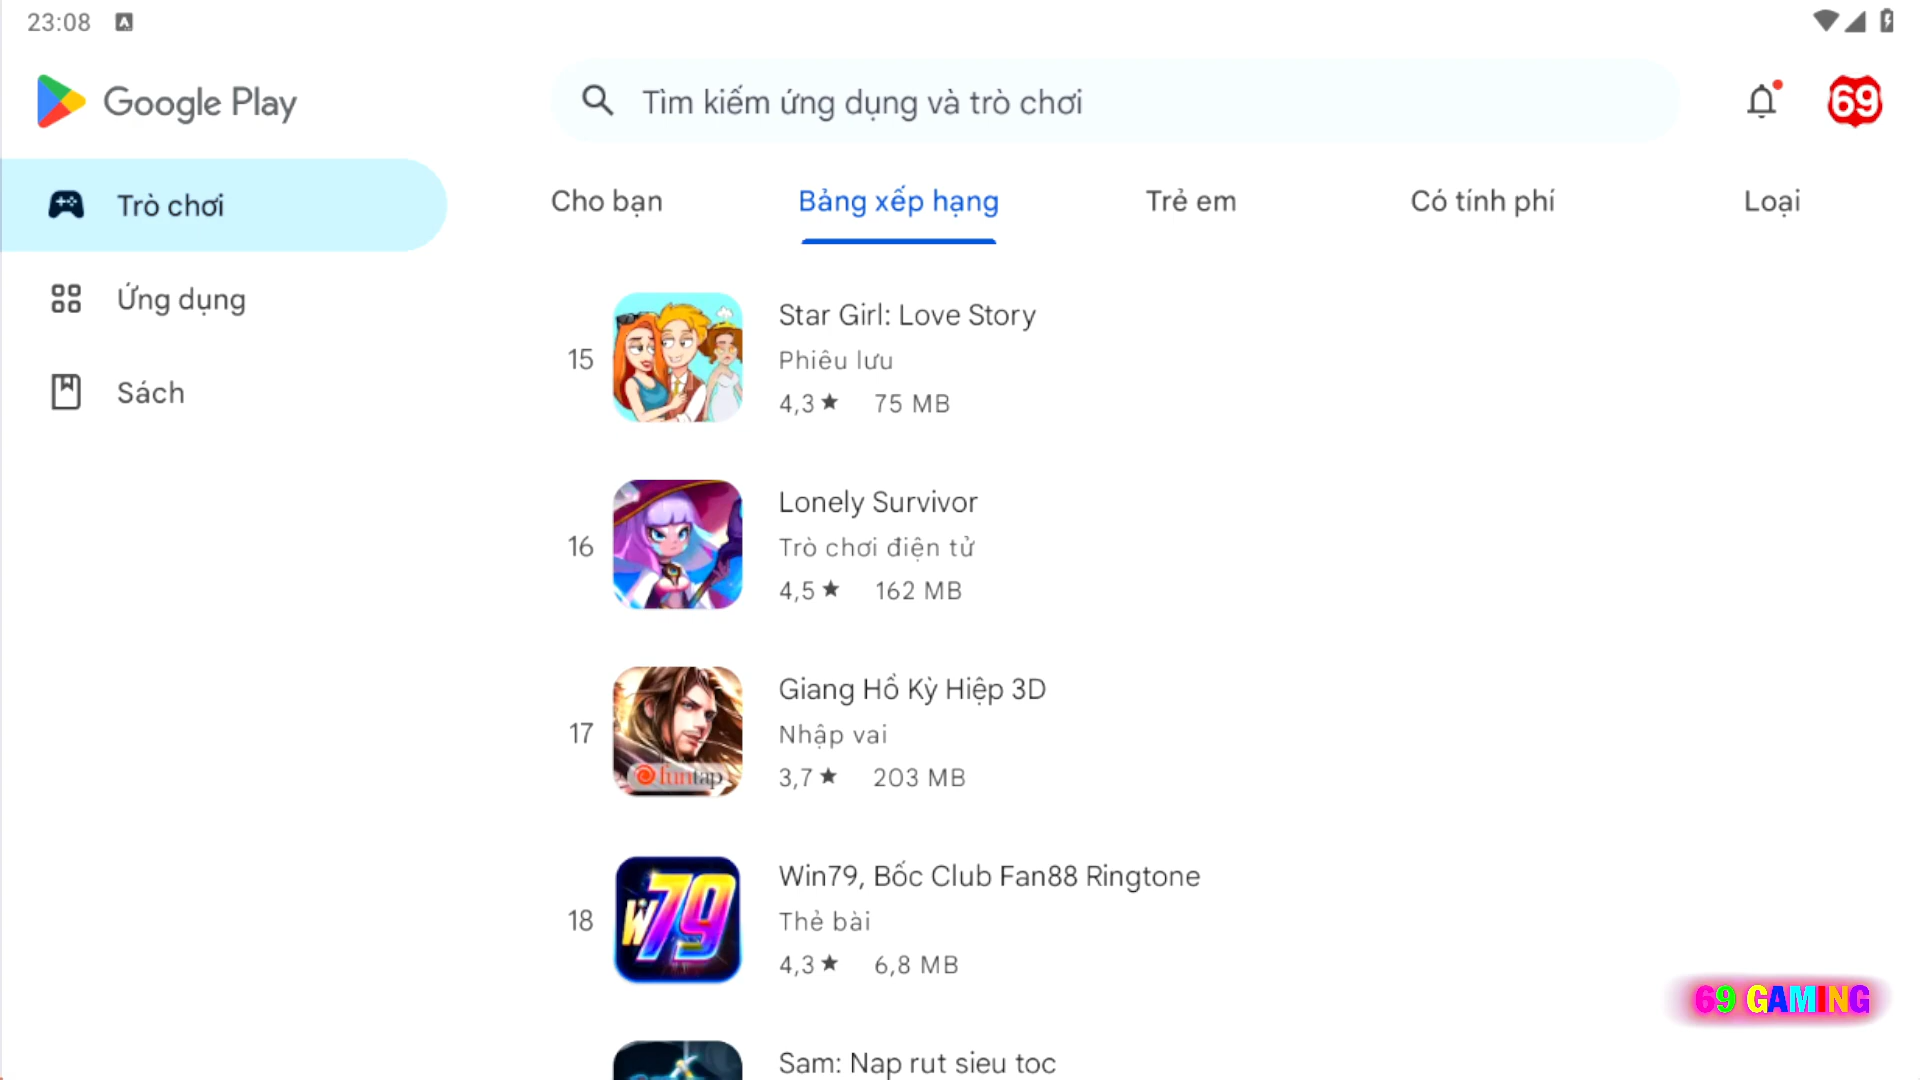 23:08
Google Play
Tìm kiếm ứng dụng và trò chơi
69
Trò chơi
Ứng dụng
Sách
Cho bạn
Bảng xếp hạng
Trẻ em
Có tính phí
Loại
15
Star Girl: Love Story
Phiêu lưu
4,3★ 75 MB
16
Lonely Survivor
Trò chơi điện tử
4,5★ 162 MB
17
funtap
Giang Hồ Kỳ Hiệp 3D
Nhập vai
3,7★ 203 MB
18
W79
Win79, Bốc Club Fan88 Ringtone
Thẻ bài
4,3★ 6,8 MB
69 GAMING
Sam: Nap rut sieu toc